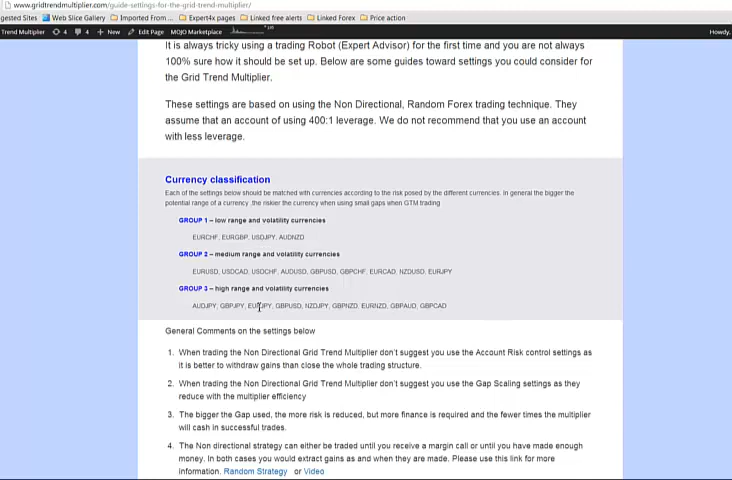 www.gridtrendmultiplier.com/guide-settings-for-the-grid-trend-multiplier/
gested Sites Web Slice Gallery Imported From ... Expert4x pages Linked free alerts Linked Forex Price action
Trend Multiplier 4 4 + New Edit Page MOJO Marketplace Howdy,
It is always tricky using a trading Robot (Expert Advisor) for the first time and you are not always
100% sure how it should be set up. Below are some guides toward settings you could consider for
the Grid Trend Multiplier.
These settings are based on using the Non Directional, Random Forex trading technique. They
assume that an account of using 400:1 leverage. We do not recommend that you use an account
with less leverage.
Currency classification
Each of the settings below should be matched with currencies according to the risk posed by the different currencies. In general the bigger the
potential range of a currency ,the riskier the currency when using small gaps when GTM trading
GROUP 1 – low range and volatility currencies
EURCHF, EURGBP, USDJPY, AUDNZD
GROUP 2 – medium range and volatility currencies
EURUSD, USDCAD, USDCHF, AUDUSD, GBPUSD, GBPCHF, EURCAD, NZDUSD, EURJPY
GROUP 3 – high range and volatility currencies
AUDJPY, GBPJPY, EURJPY, GBPUSD, NZDJPY, GBPNZD, EURNZD, GBPAUD, GBPCAD
General Comments on the settings below
1. When trading the Non Directional Grid Trend Multiplier don't suggest you use the Account Risk control settings as
it is better to withdraw gains than close the whole trading structure.
2. When trading the Non Directional Grid Trend Multiplier don't suggest you use the Gap Scaling settings as they
reduce with the multiplier efficiency
3. The bigger the Gap used, the more risk is reduced, but more finance is required and the fewer times the multiplier
will cash in successful trades.
4. The Non directional strategy can either be traded until you receive a margin call or until you have made enough
money. In both cases you would extract gains as and when they are made. Please use this link for more
information. Random Strategy or Video